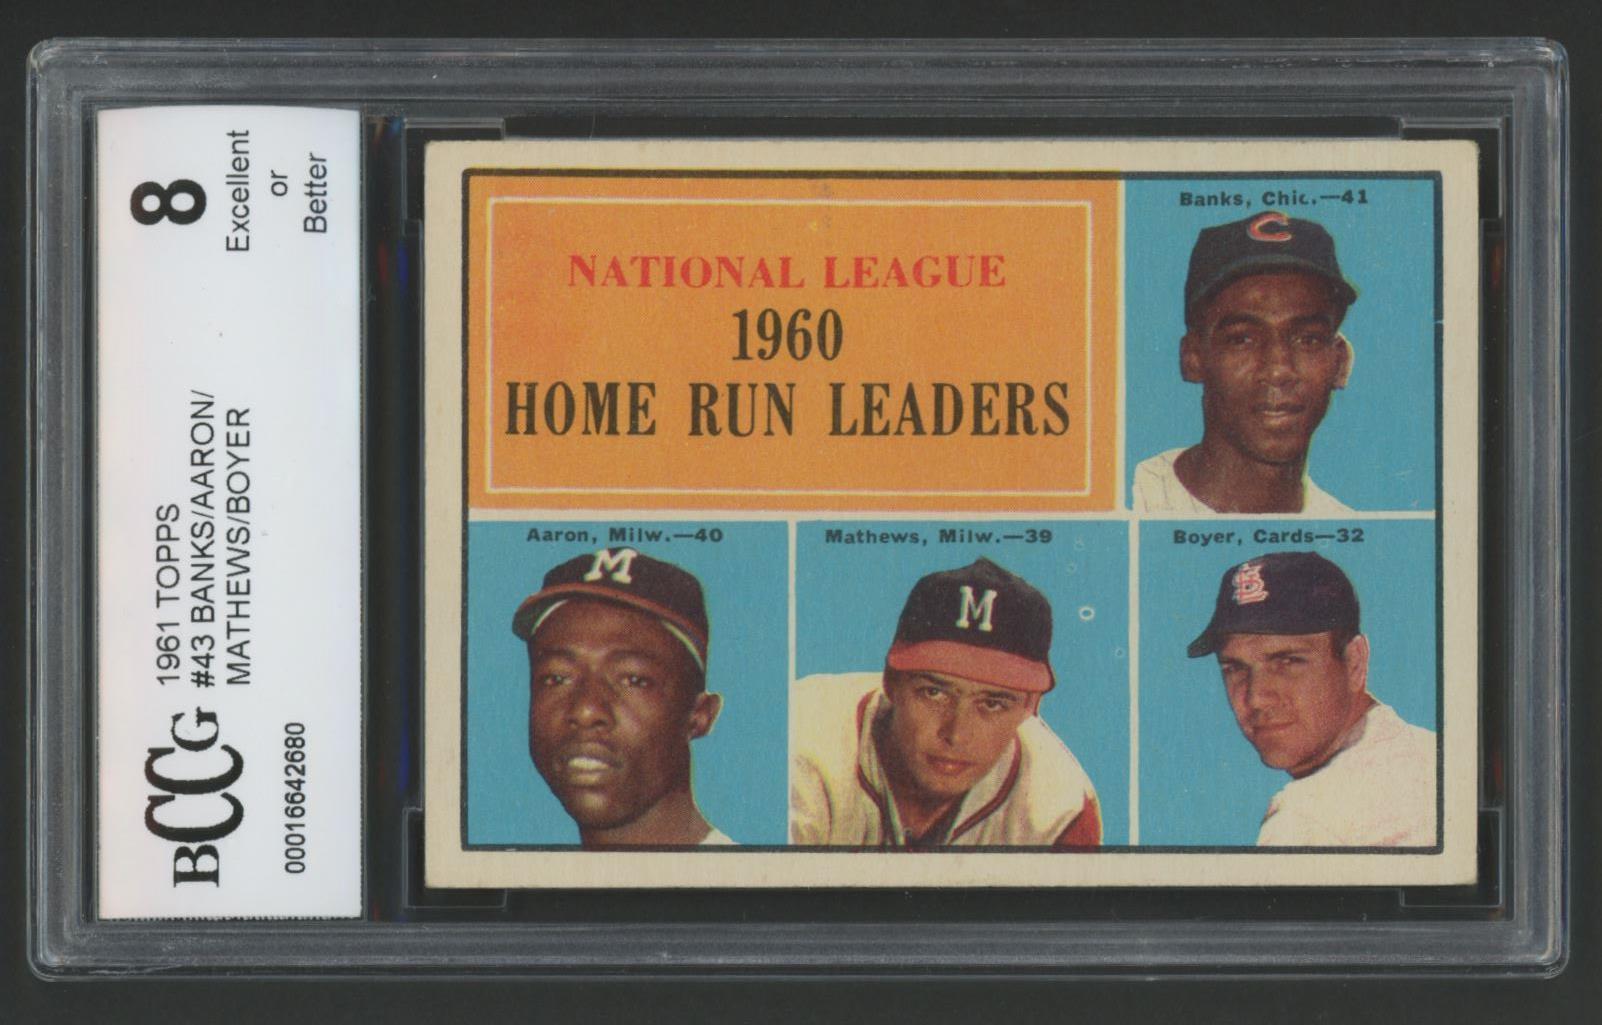 8
Excellent
or
Better
1961 TOPPS
#43 BANKS/AARON/
MATHEWS/BOYER
BCCG
00016642680
NATIONAL LEAGUE
1960
HOME RUN LEADERS
Banks, Chic.—41
C
Aaron, Milw.—40
M
Mathews, Milw.—39
M
Boyer, Cards—32
STL